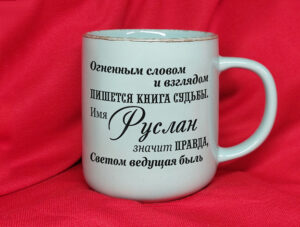 Огненным словом
и взглядом
ПИШЕТСЯ КНИГА СУДЬБЫ.
Имя
Руслан
значит ПРАВДА,
Светом ведущая быль